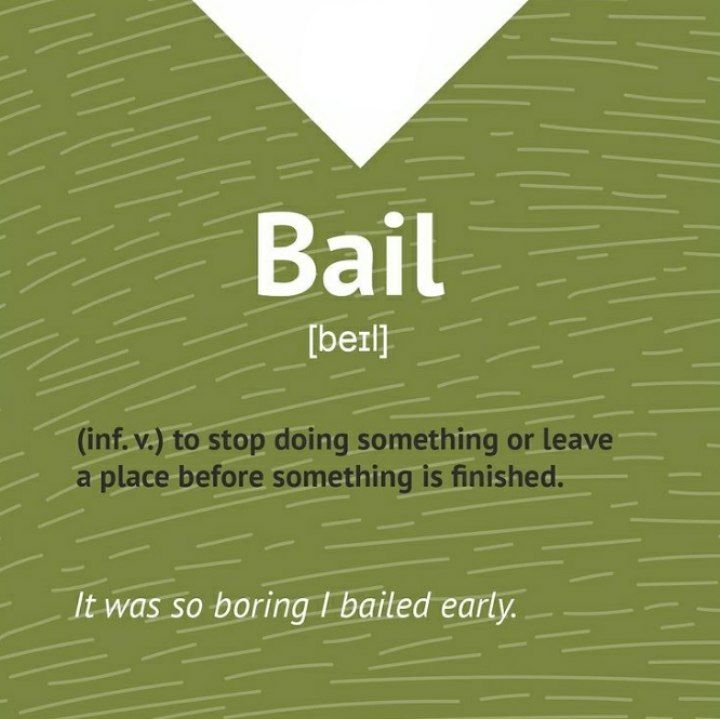 Bail
[beɪl]
(inf. v.) to stop doing something or leave
a place before something is finished.
It was so boring I bailed early.